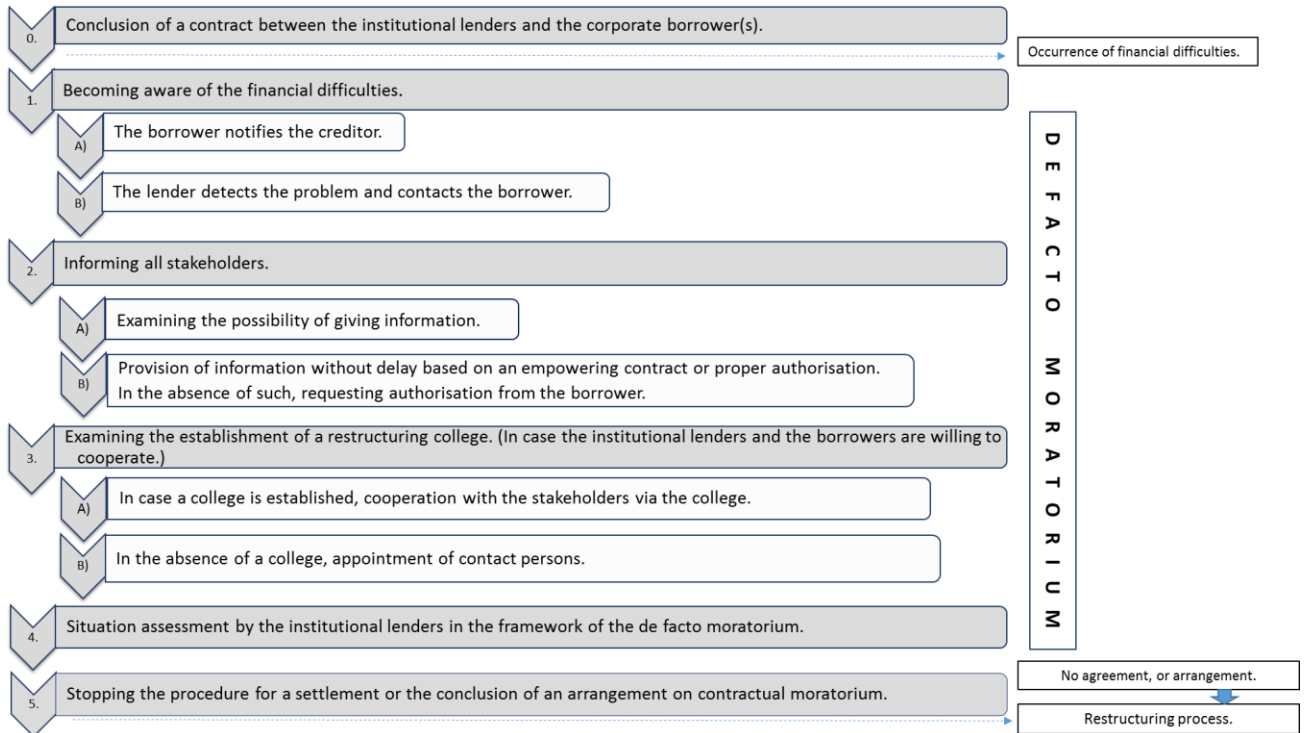 0.
Conclusion of a contract between the institutional lenders and the corporate borrower(s).
Occurrence of financial difficulties.
1.
Becoming aware of the financial difficulties.
A)
The borrower notifies the creditor.
B)
The lender detects the problem and contacts the borrower.
2.
Informing all stakeholders.
A)
Examining the possibility of giving information.
B)
Provision of information without delay based on an empowering contract or proper authorisation.
In the absence of such, requesting authorisation from the borrower.
3.
Examining the establishment of a restructuring college. (In case the institutional lenders and the borrowers are willing to
cooperate.)
A)
In case a college is established, cooperation with the stakeholders via the college.
B)
In the absence of a college, appointment of contact persons.
4.
Situation assessment by the institutional lenders in the framework of the de facto moratorium.
DE FACTO MORATORIUM
5.
Stopping the procedure for a settlement or the conclusion of an arrangement on contractual moratorium.
No agreement, or arrangement.
Restructuring process.